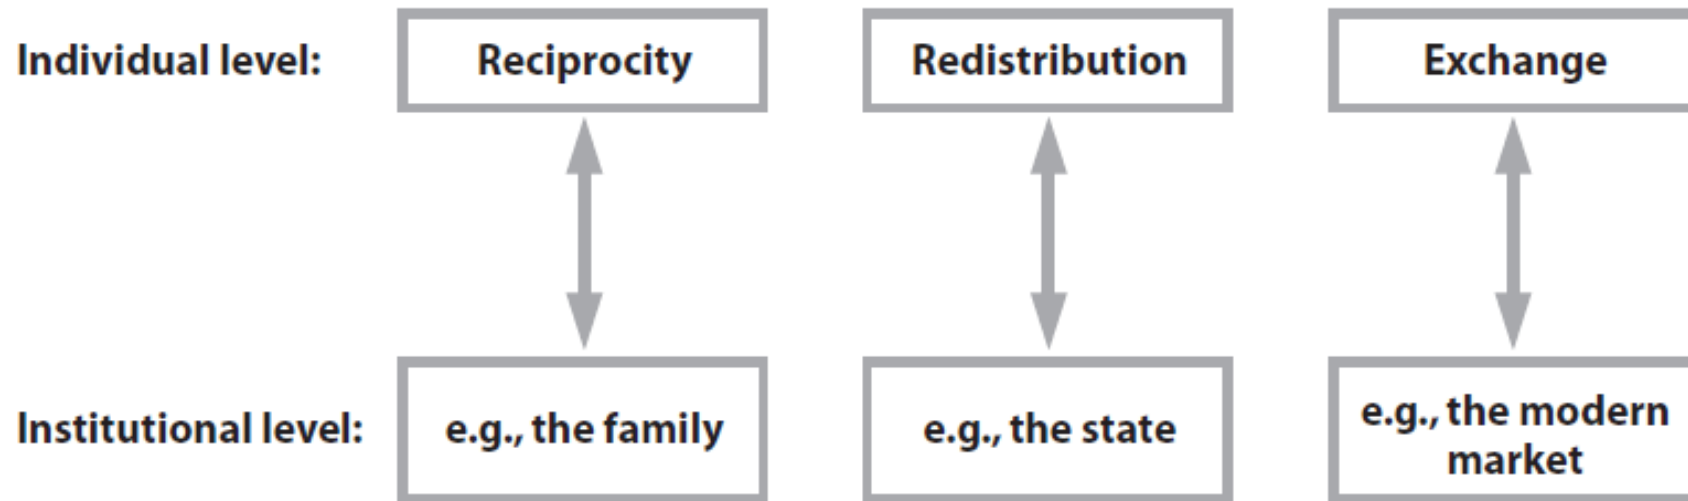 Individual level: Reciprocity Redistribution Exchange
Institutional level: e.g., the family e.g., the state e.g., the modern
market